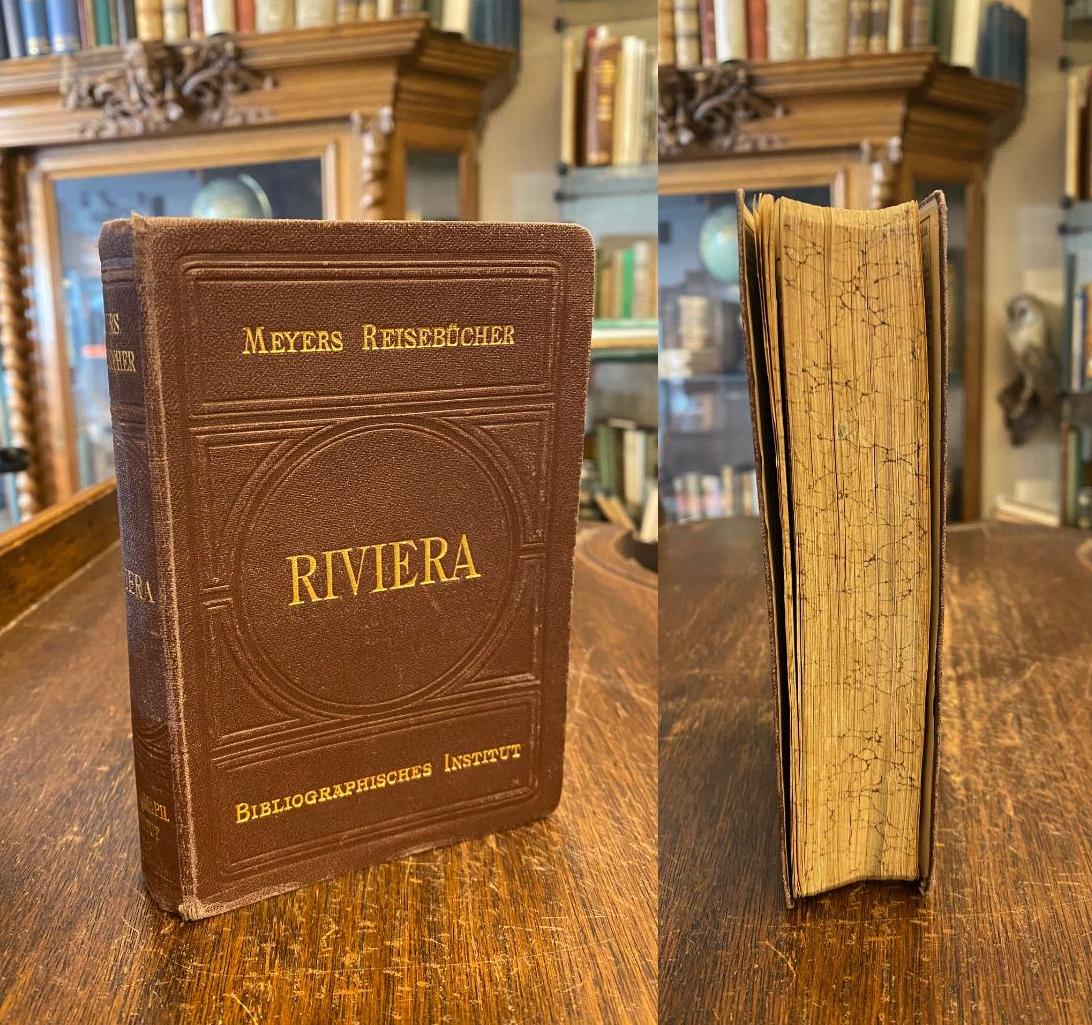 MEYERS REISEBÜCHER
RIVIERA
BIBLIOGRAPHISCHES INSTITUT